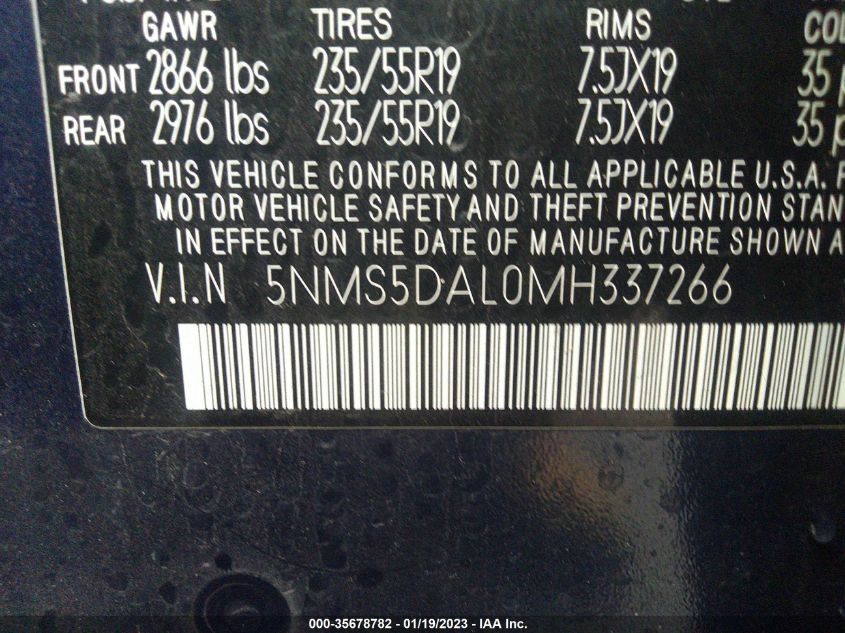 GAWR TIRES RIMS
FRONT 2866 lbs 235/55R19 7.5JX19 35
REAR 2976 lbs 235/55R19 7.5JX19 35
THIS VEHICLE CONFORMS TO ALL APPLICABLE U.S.A.
MOTOR VEHICLE SAFETY AND THEFT PREVENTION STAN
IN EFFECT ON THE DATE OF MANUFACTURE SHOWN A
V.I.N 5NMS5DAL0MH337266
000-35678782 - 01/19/2023 - IAA Inc.